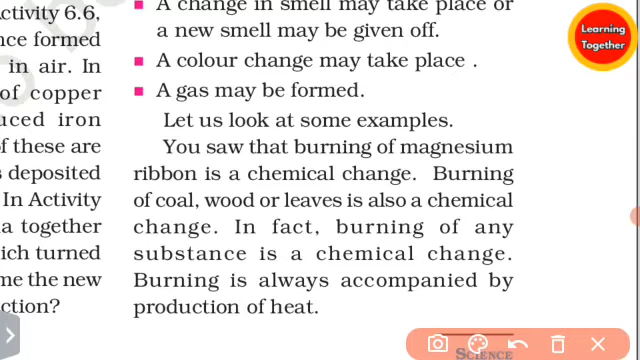 ctivity 6.6,
nce formed
in air. In
of copper
uced iron
f these are
s deposited
In Activity
a together
ich turned
me the new
ction?
A change in smell may take place or
a new smell may be given off.
A colour change may take place .
A gas may be formed.
Let us look at some examples.
You saw that burning of magnesium
ribbon is a chemical change. Burning
of coal, wood or leaves is also a chemical
change. In fact, burning of any
substance is a chemical change.
Burning is always accompanied by
production of heat.
Learning
Together
SCIENCE